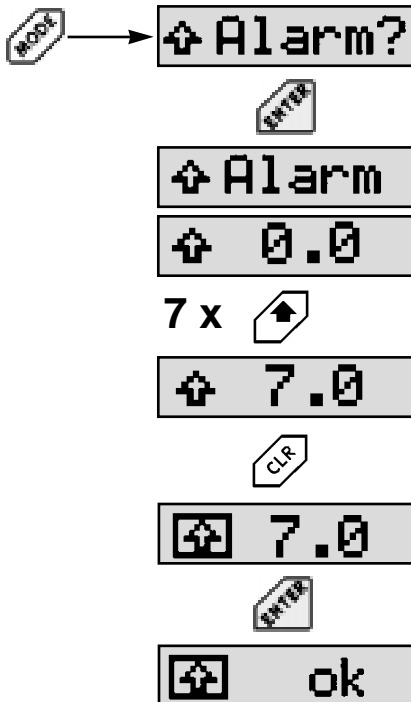 MODE
Alarm?
ENTER
Alarm
0.0
7 x
7.0
CLR
7.0
ENTER
ok